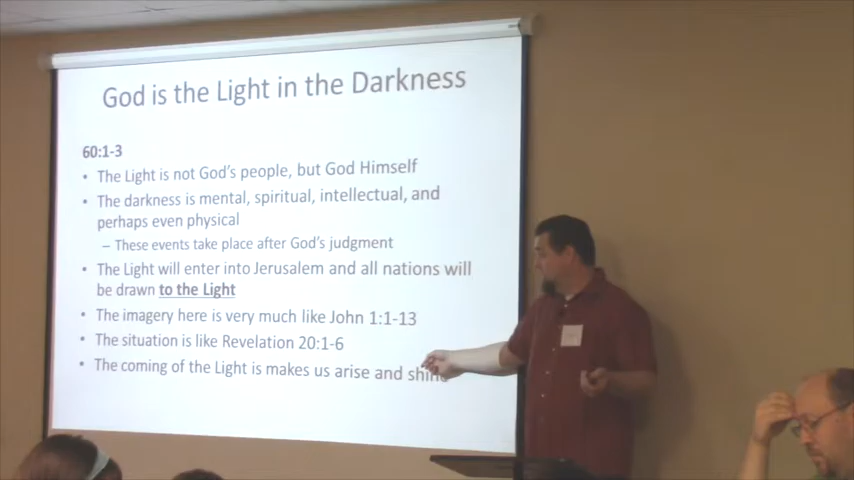 God is the Light in the Darkness
60:1-3
• The Light is not God's people, but God Himself
• The darkness is mental, spiritual, intellectual, and
perhaps even physical
– These events take place after God's judgment
• The Light will enter into Jerusalem and all nations will
be drawn to the Light
• The imagery here is very much like John 1:1-13
• The situation is like Revelation 20:1-6
• The coming of the Light is makes us arise and shine